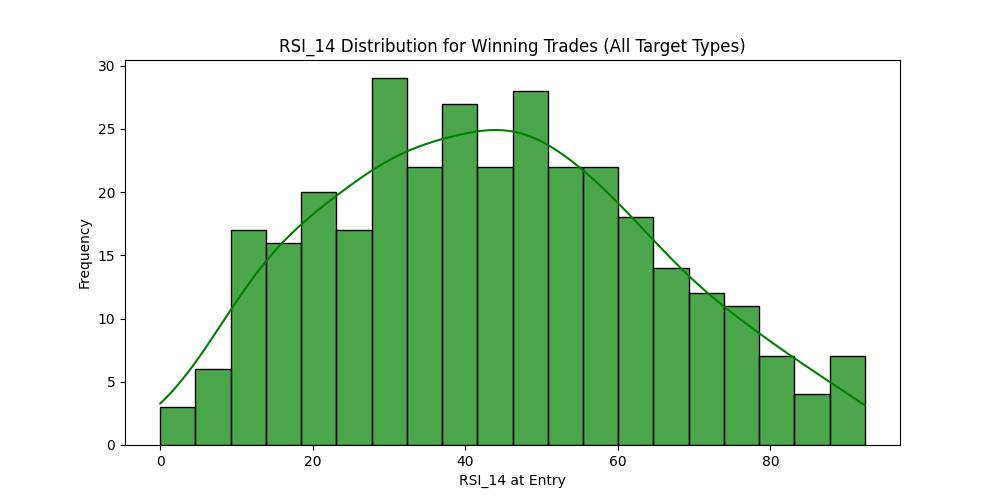 RSI_14 Distribution for Winning Trades (All Target Types)
30
25
20
15
10
5
0
Frequency
0 20 40 60 80
RSI_14 at Entry